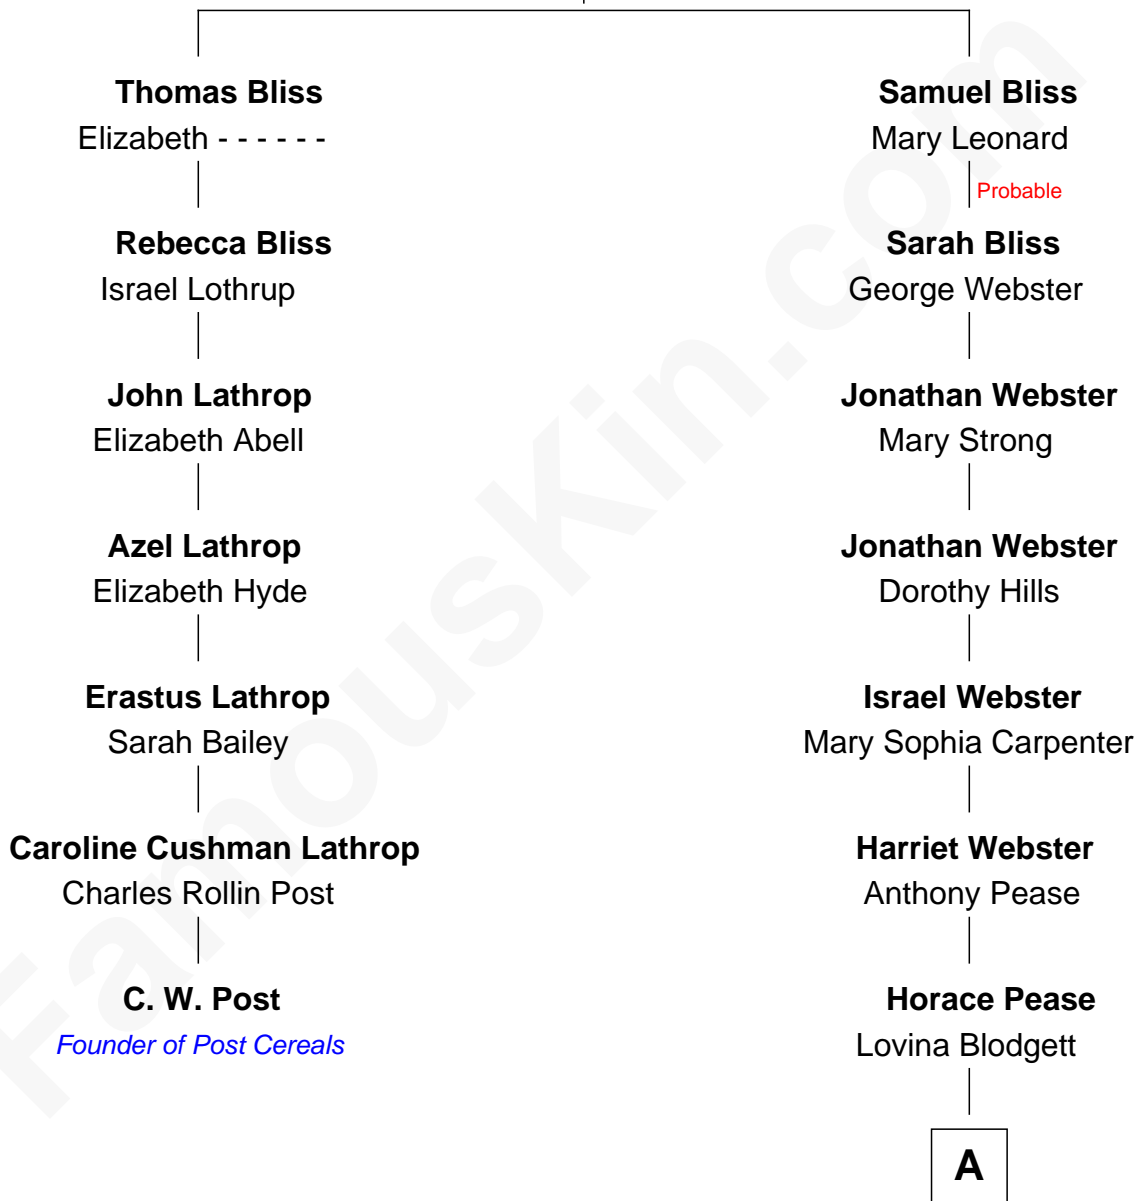 Thomas Bliss
Elizabeth - - - - - -
Rebecca Bliss
Israel Lothrup
John Lathrop
Elizabeth Abell
Azel Lathrop
Elizabeth Hyde
Erastus Lathrop
Sarah Bailey
Caroline Cushman Lathrop
Charles Rollin Post
C. W. Post
Founder of Post Cereals
Samuel Bliss
Mary Leonard
Probable
Sarah Bliss
George Webster
Jonathan Webster
Mary Strong
Jonathan Webster
Dorothy Hills
Israel Webster
Mary Sophia Carpenter
Harriet Webster
Anthony Pease
Horace Pease
Lovina Blodgett
A
FamousKin.com